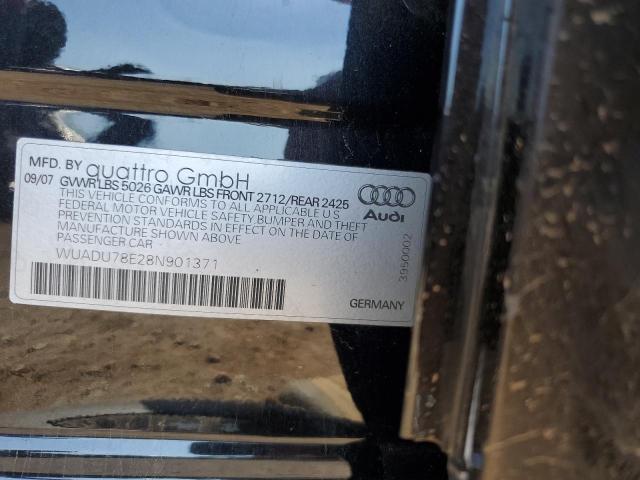 MFD. BY quattro GmbH
09/07 GVWR LBS 5026 GAWR LBS FRONT 2712/REAR 2425
THIS VEHICLE CONFORMS TO ALL APPLICABLE U S
FEDERAL MOTOR VEHICLE SAFETY, BUMPER AND THEFT
PREVENTION STANDARDS IN EFFECT ON THE DATE OF
MANUFACTURE SHOWN ABOVE
PASSENGER CAR
WUADU78E28N901371
Audi
3950002
GERMANY